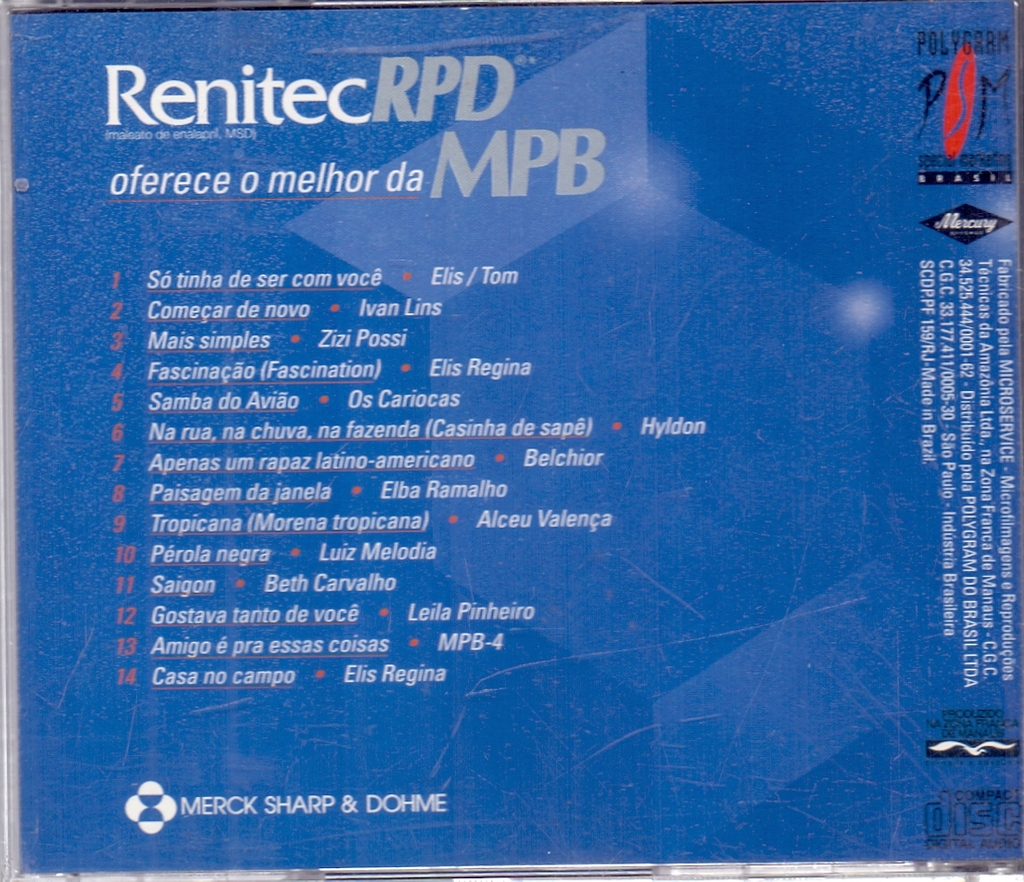 RenitecRPD®*
(maleato de enalapril, MSD)
oferece o melhor da MPB
1 Só tinha de ser com você • Elis / Tom
2 Começar de novo • Ivan Lins
3 Mais simples • Zizi Possi
4 Fascinação (Fascination) • Elis Regina
5 Samba do Avião • Os Cariocas
6 Na rua, na chuva, na fazenda (Casinha de sapê) • Hyldon
7 Apenas um rapaz latino-americano • Belchior
8 Paisagem da janela • Elba Ramalho
9 Tropicana (Morena tropicana) • Alceu Valença
10 Pérola negra • Luiz Melodia
11 Saigon • Beth Carvalho
12 Gostava tanto de você • Leila Pinheiro
13 Amigo é pra essas coisas • MPB-4
14 Casa no campo • Elis Regina
MERCK SHARP & DOHME
POLYGRAM
PSM
special marketing
BRASIL
Mercury
Fabricado pela MICROSERVICE - Microfilmagens e Reproduções
Técnicas da Amazônia Ltda., na Zona Franca de Manaus - C.G.C.
34.525.444/0001-62 - Distribuído pela POLYGRAM DO BRASIL LTDA
C.G.C. 33.177.411/0005-30 - São Paulo - Indústria Brasileira
SCDP.PF 159/RJ-Made in Brazil.
PRODUZIDO
NA ZONA FRANCA
DE MANAUS
COMPACT
disc
DIGITAL AUDIO